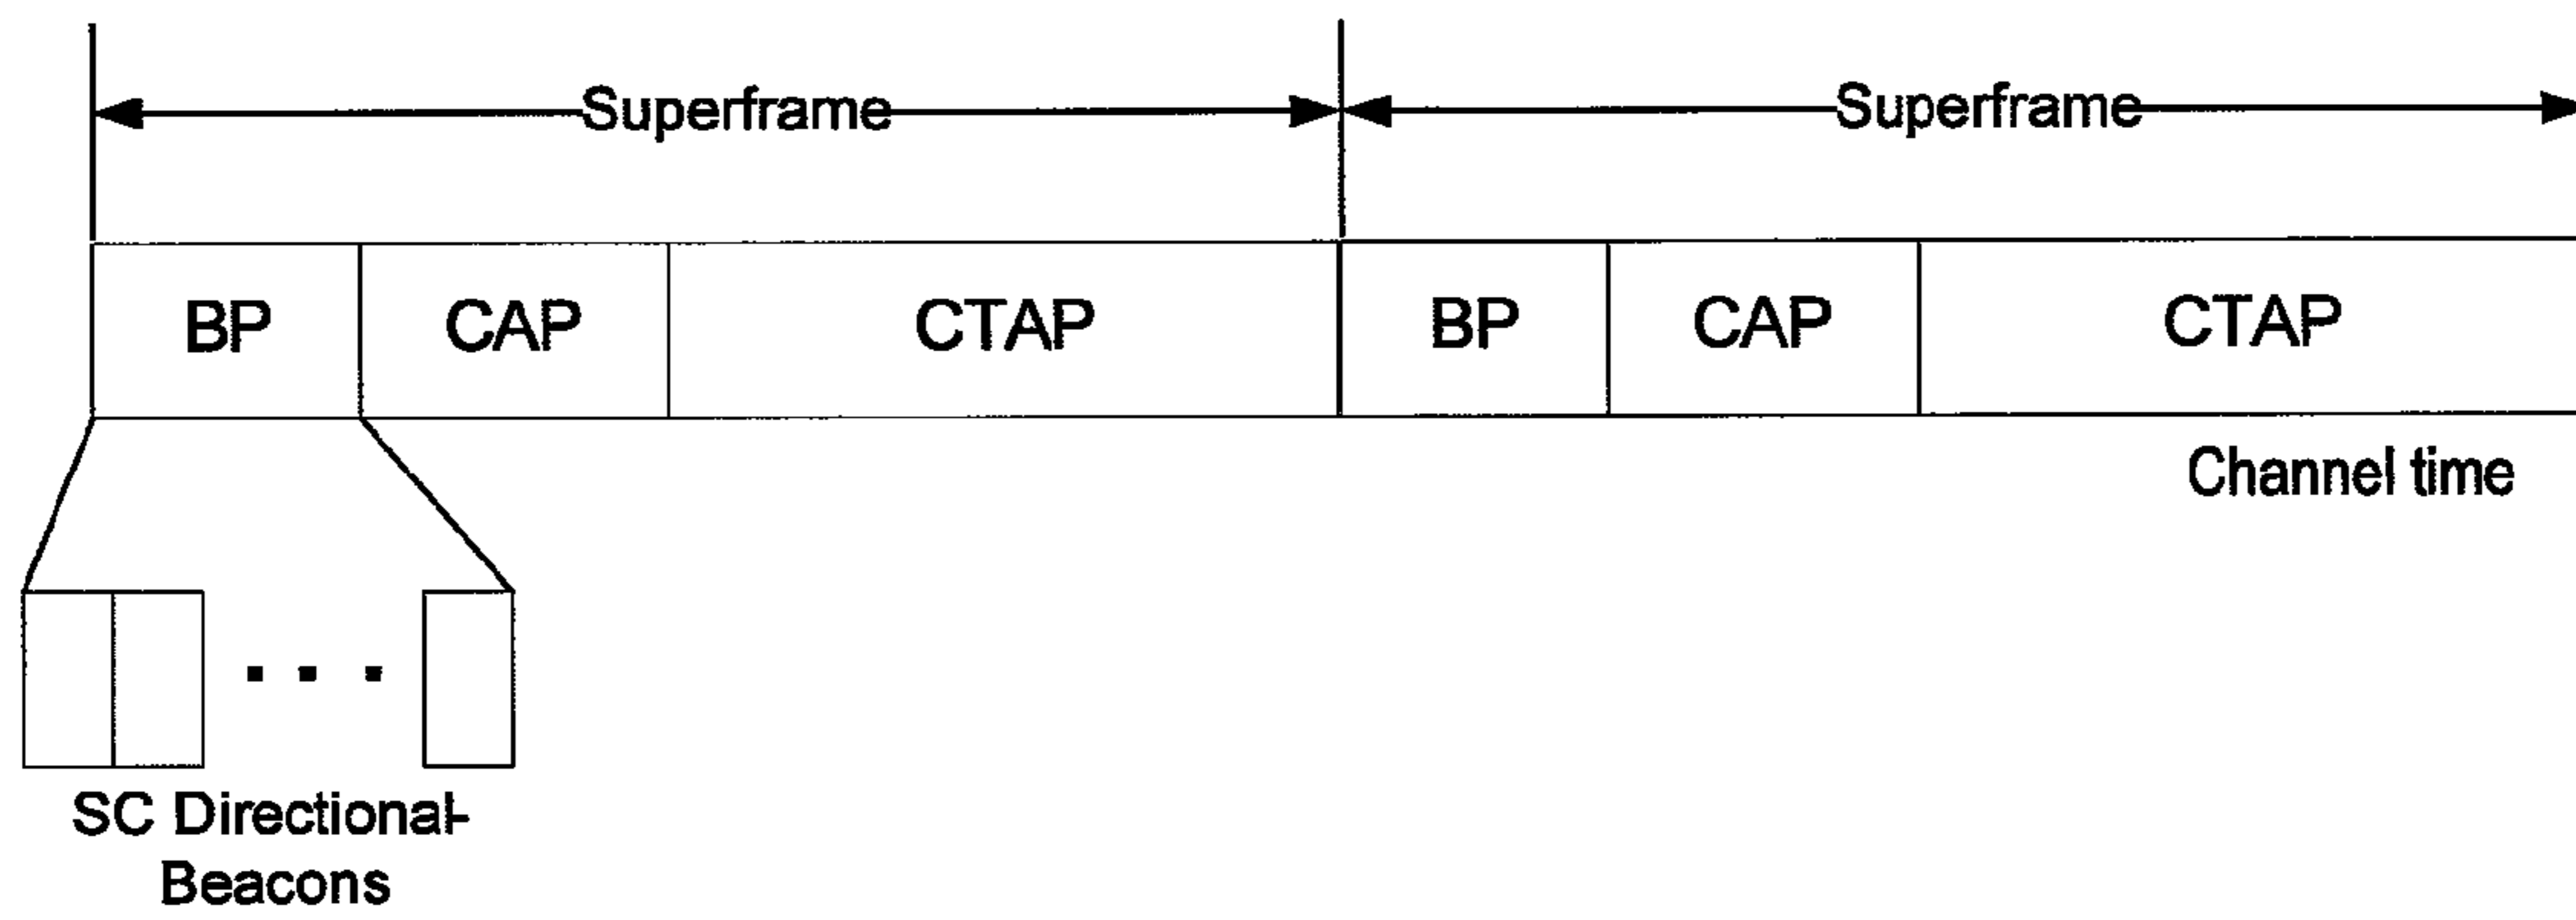 Superframe Superframe
BP CAP CTAP BP CAP CTAP
Channel time
SC Directional-
Beacons